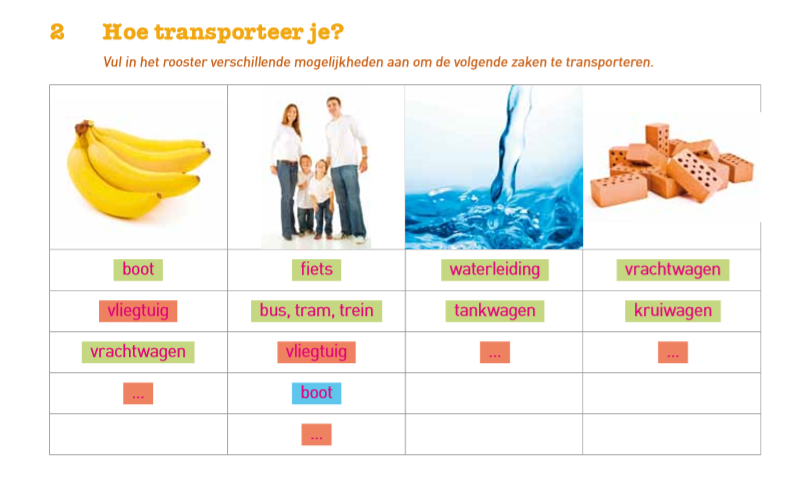 2 Hoe transporteer je?
Vul in het rooster verschillende mogelijkheden aan om de volgende zaken te transporteren.
boot fiets waterleiding vrachtwagen
vliegtuig bus, tram, trein tankwagen kruiwagen
vrachtwagen vliegtuig ... ...
... boot
...